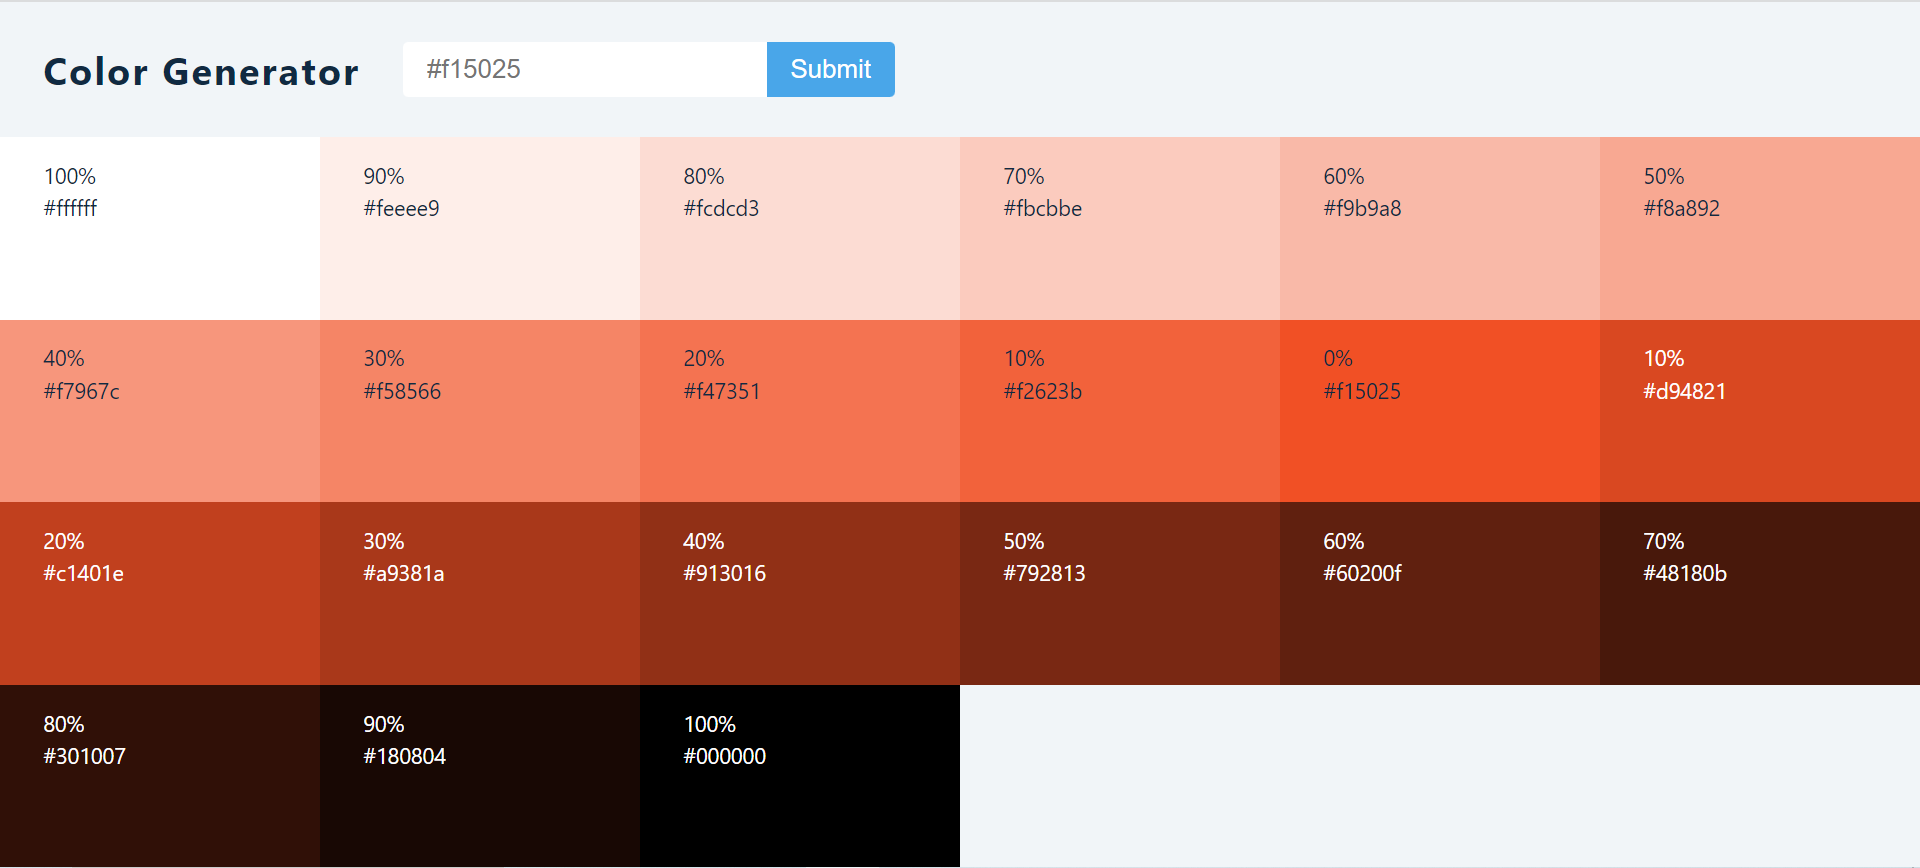 Color Generator
#f15025
Submit
100%
#ffffff
90%
#feeee9
80%
#fcdcd3
70%
#fbcbbe
60%
#f9b9a8
50%
#f8a892
40%
#f7967c
30%
#f58566
20%
#f47351
10%
#f2623b
0%
#f15025
10%
#d94821
20%
#c1401e
30%
#a9381a
40%
#913016
50%
#792813
60%
#60200f
70%
#48180b
80%
#301007
90%
#180804
100%
#000000